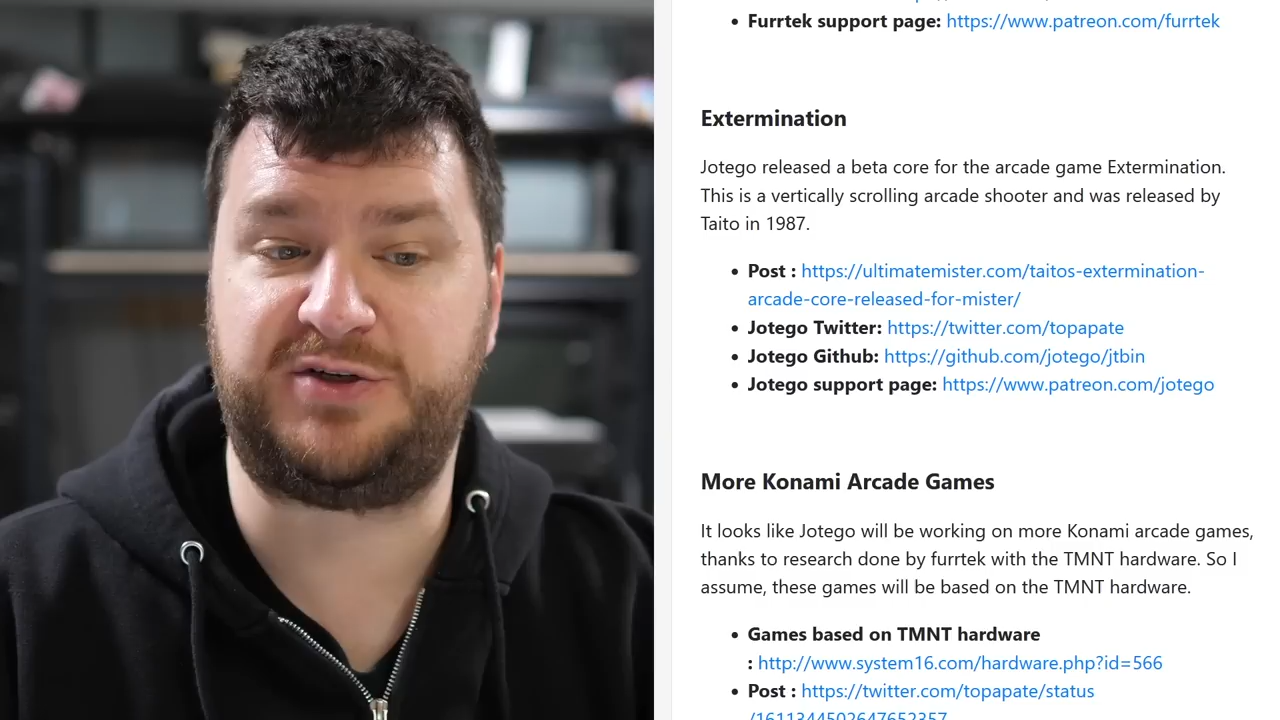 • Furrtek support page: https://www.patreon.com/furrtek
Extermination
Jotego released a beta core for the arcade game Extermination.
This is a vertically scrolling arcade shooter and was released by
Taito in 1987.
• Post : https://ultimatemister.com/taitos-extermination-
arcade-core-released-for-mister/
• Jotego Twitter: https://twitter.com/topapate
• Jotego Github: https://github.com/jotego/jtbin
• Jotego support page: https://www.patreon.com/jotego
More Konami Arcade Games
It looks like Jotego will be working on more Konami arcade games,
thanks to research done by furrtek with the TMNT hardware. So I
assume, these games will be based on the TMNT hardware.
• Games based on TMNT hardware
: http://www.system16.com/hardware.php?id=566
• Post : https://twitter.com/topapate/status
/1611344502647652357